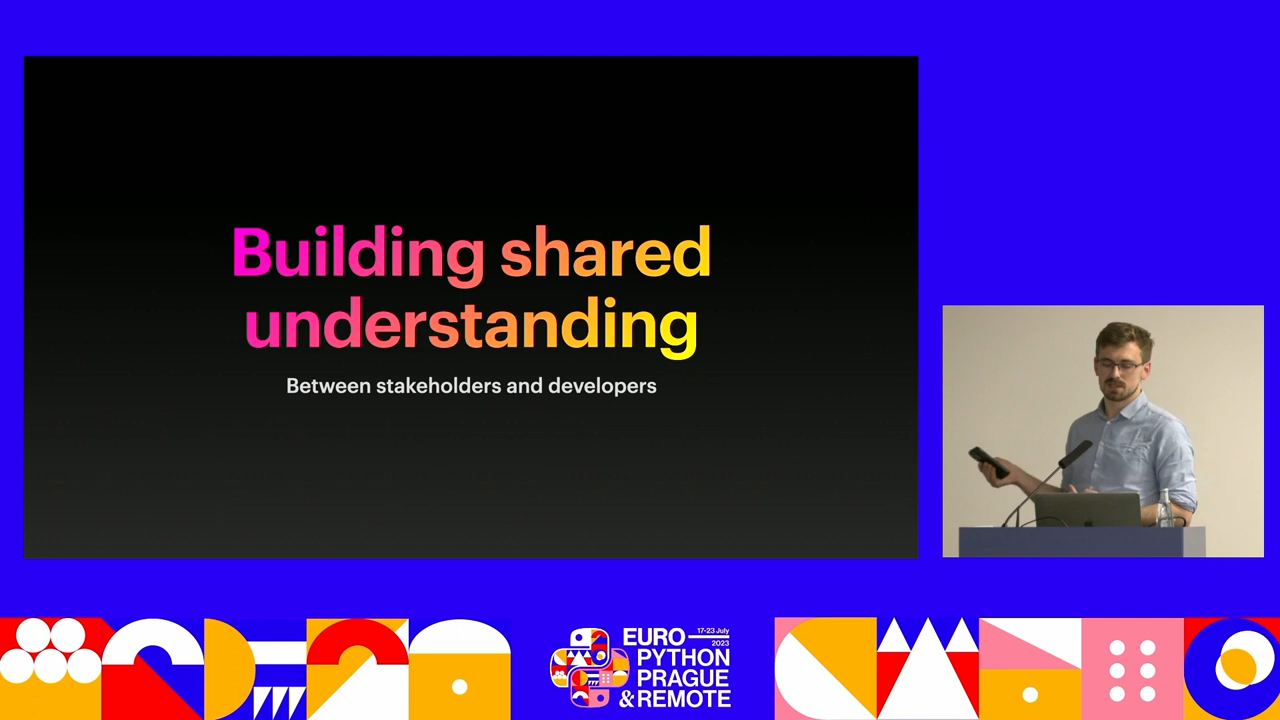 Building shared
understanding
Between stakeholders and developers
EURO
17-23 July
2023
PYTHON
PRAGUE
& REMOTE